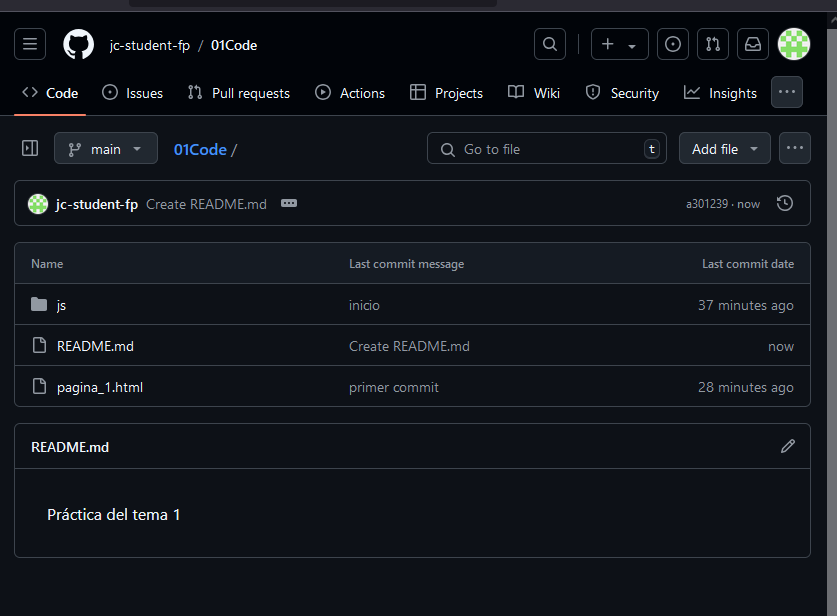 jc-student-fp / 01Code
Code Issues Pull requests Actions Projects Wiki Security Insights
main 01Code / Go to file t Add file
jc-student-fp Create README.md a301239 · now
Name Last commit message Last commit date
js inicio 37 minutes ago
README.md Create README.md now
pagina_1.html primer commit 28 minutes ago
README.md
Práctica del tema 1